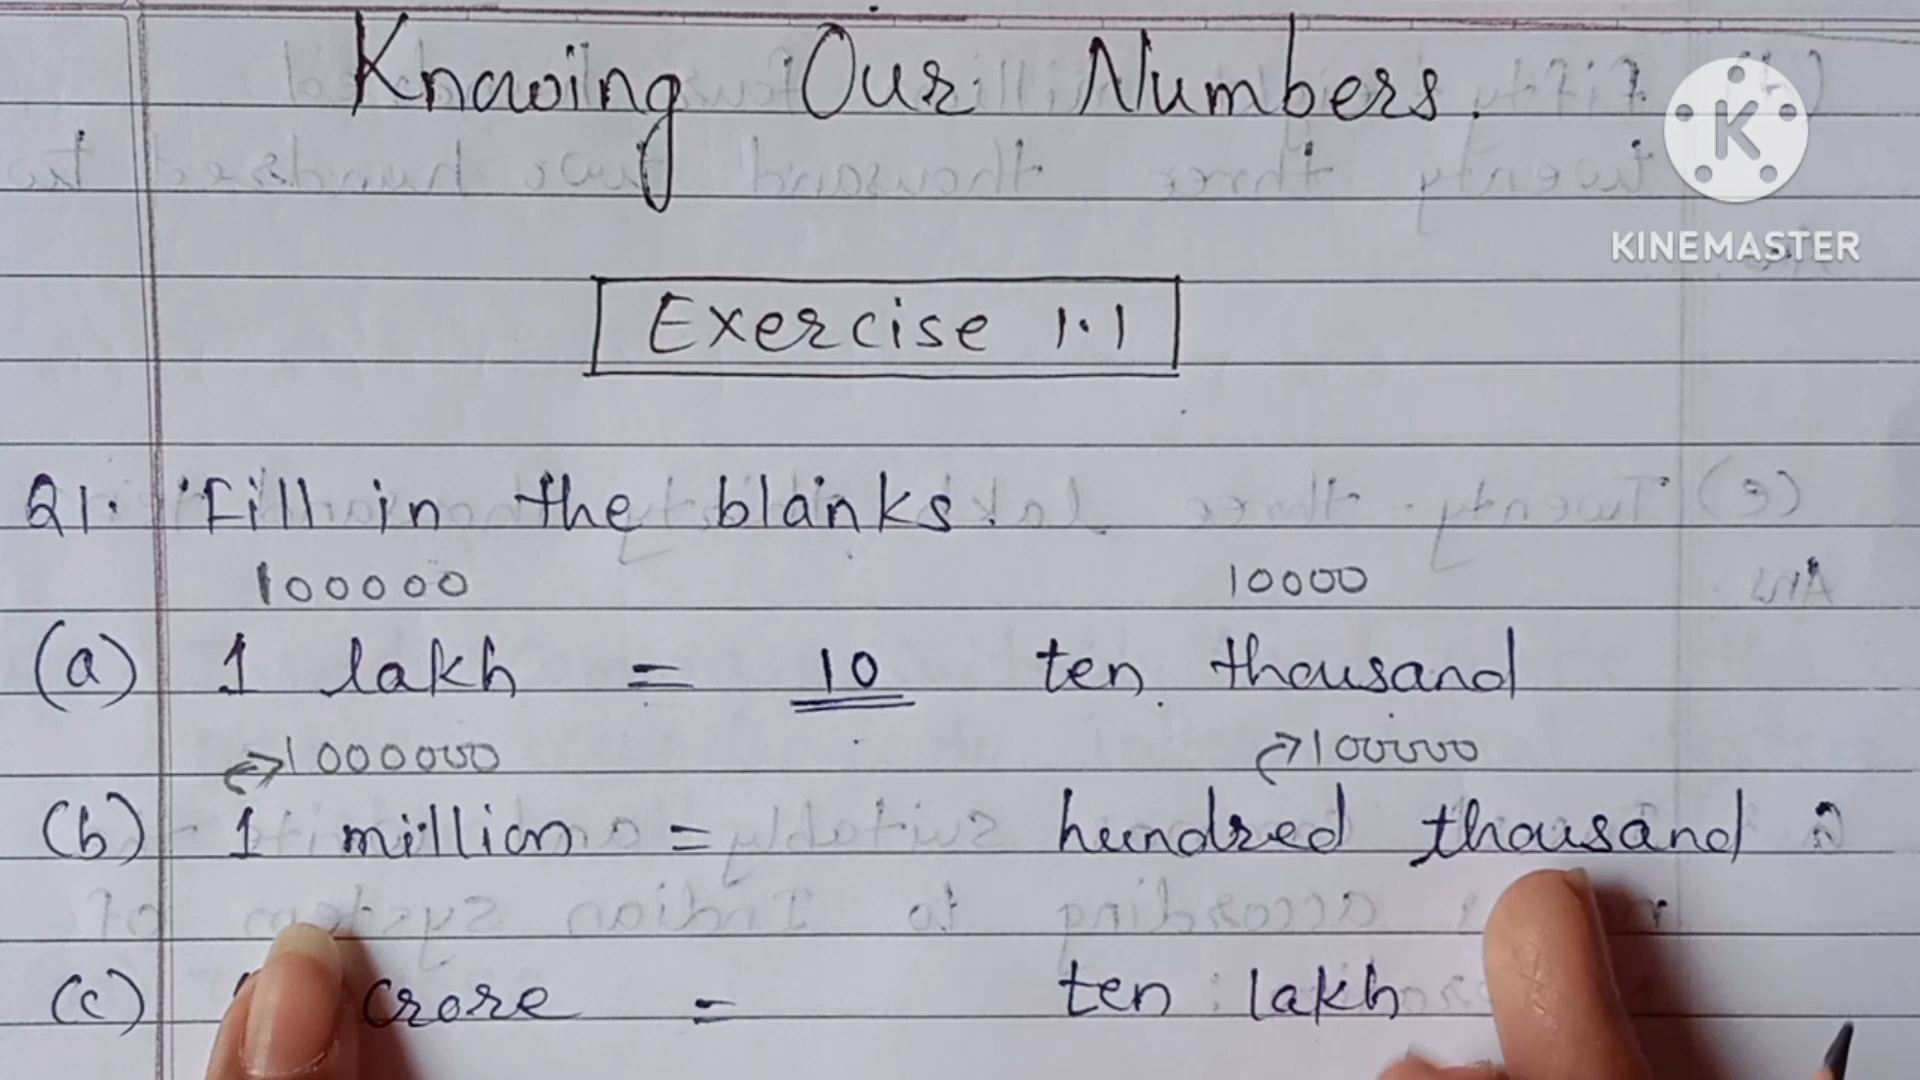 Knowing Our Numbers.
K
KINEMASTER
Exercise 1.1
Q1. Fill in the blanks.
100000 10000
(a) 1 lakh = 10 ten thousand
1000000 100000
(b) 1 million = hundred thousand
(c) crore = ten lakh